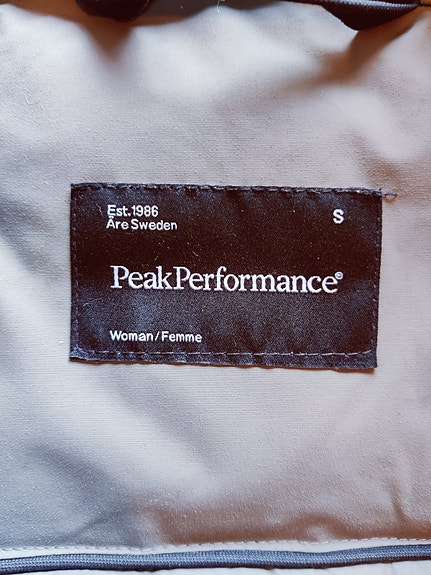 Est.1986
Åre Sweden
S
PeakPerformance®
Woman/Femme